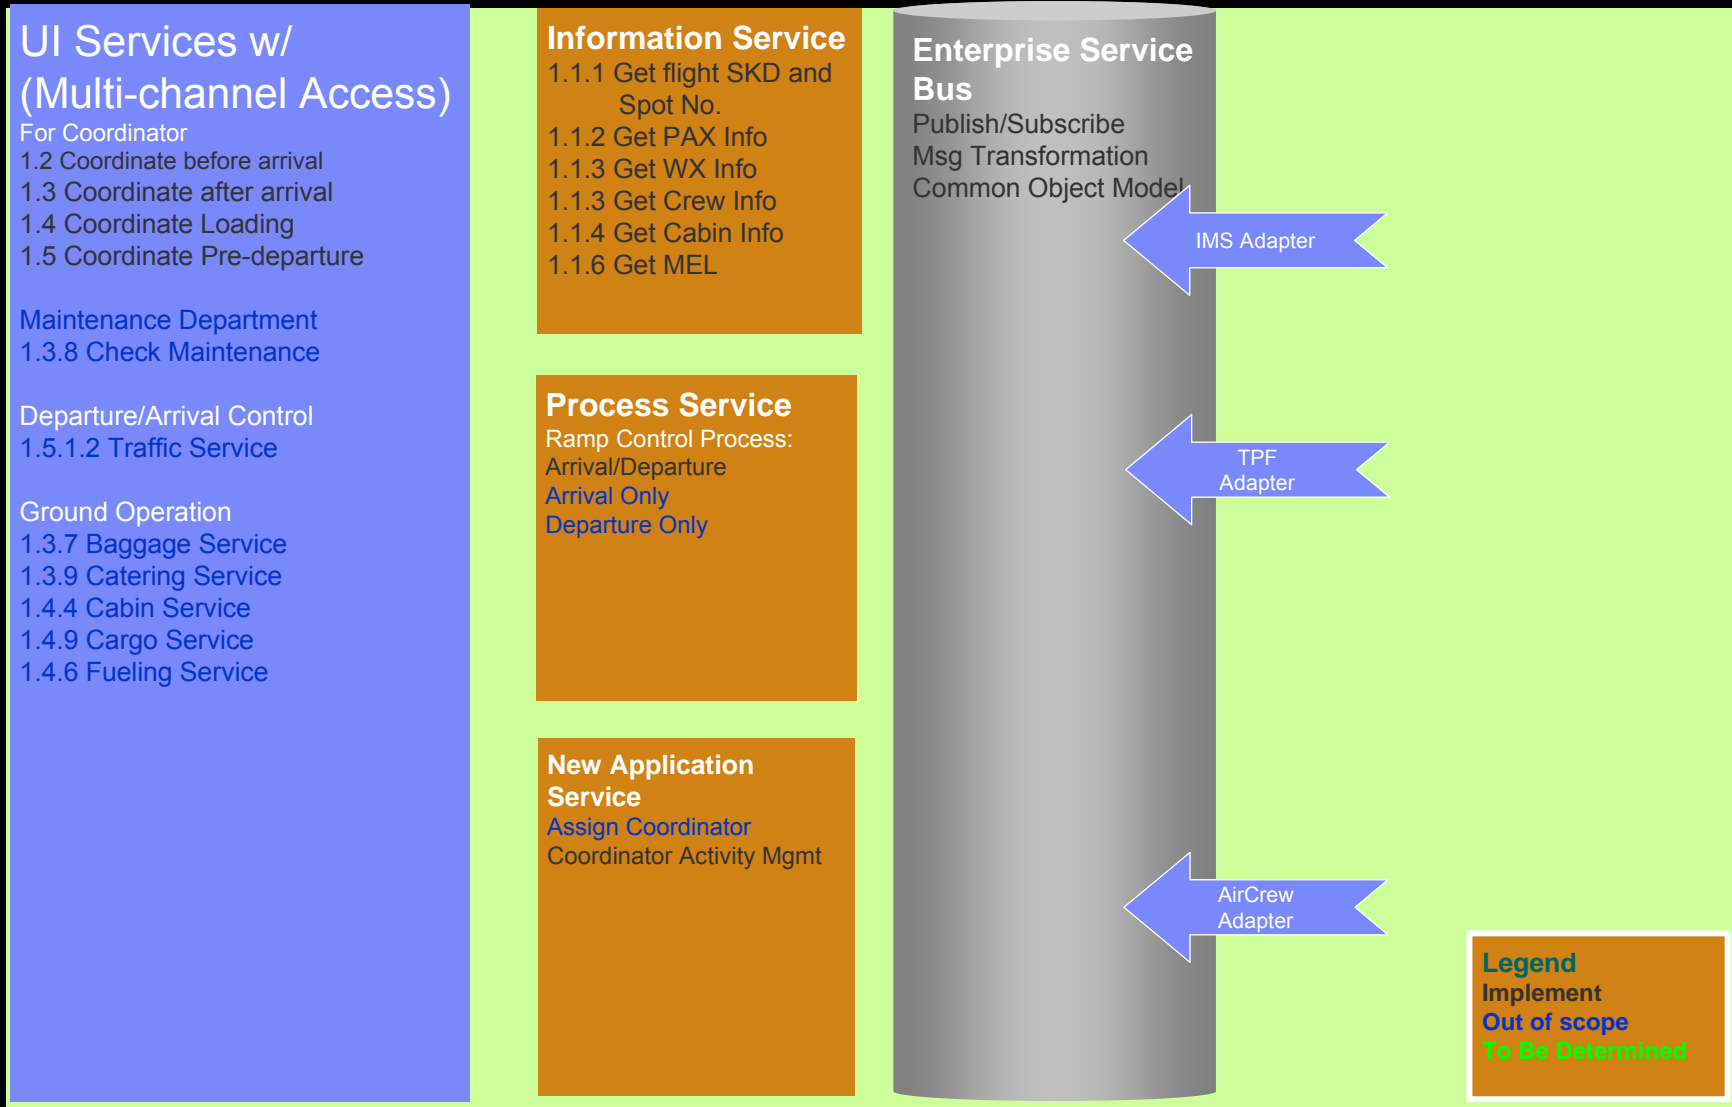 UI Services w/
(Multi-channel Access)
For Coordinator
1.2 Coordinate before arrival
1.3 Coordinate after arrival
1.4 Coordinate Loading
1.5 Coordinate Pre-departure
Maintenance Department
1.3.8 Check Maintenance
Departure/Arrival Control
1.5.1.2 Traffic Service
Ground Operation
1.3.7 Baggage Service
1.3.9 Catering Service
1.4.4 Cabin Service
1.4.9 Cargo Service
1.4.6 Fueling Service
Information Service
1.1.1 Get flight SKD and
Spot No.
1.1.2 Get PAX Info
1.1.3 Get WX Info
1.1.3 Get Crew Info
1.1.4 Get Cabin Info
1.1.6 Get MEL
Process Service
Ramp Control Process:
Arrival/Departure
Arrival Only
Departure Only
New Application
Service
Assign Coordinator
Coordinator Activity Mgmt
Enterprise Service
Bus
Publish/Subscribe
Msg Transformation
Common Object Model
IMS Adapter
TPF
Adapter
AirCrew
Adapter
Legend
Implement
Out of scope
To Be Determined